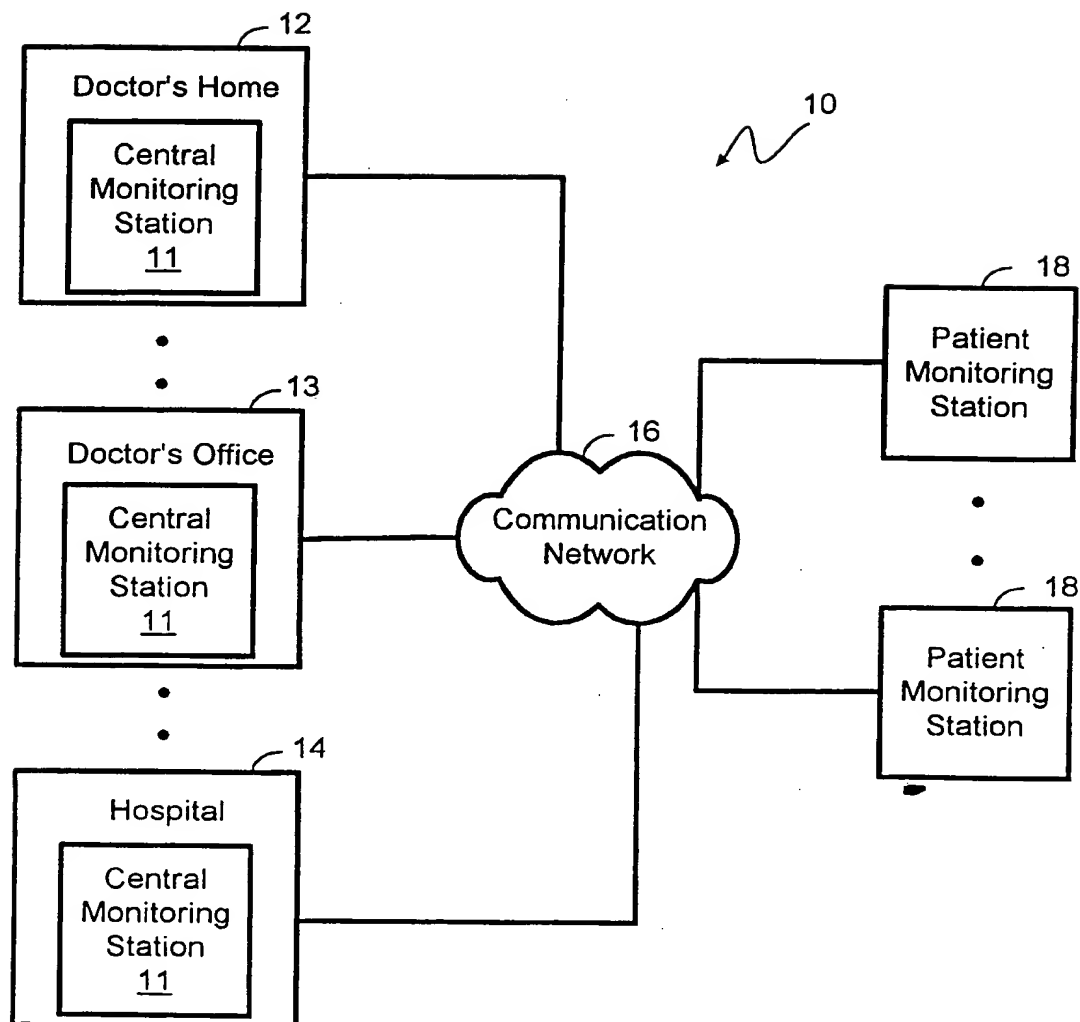 12
Doctor's Home
Central
Monitoring
Station
11
10
13
Doctor's Office
Central
Monitoring
Station
11
16
Communication
Network
18
Patient
Monitoring
Station
18
Patient
Monitoring
Station
14
Hospital
Central
Monitoring
Station
11